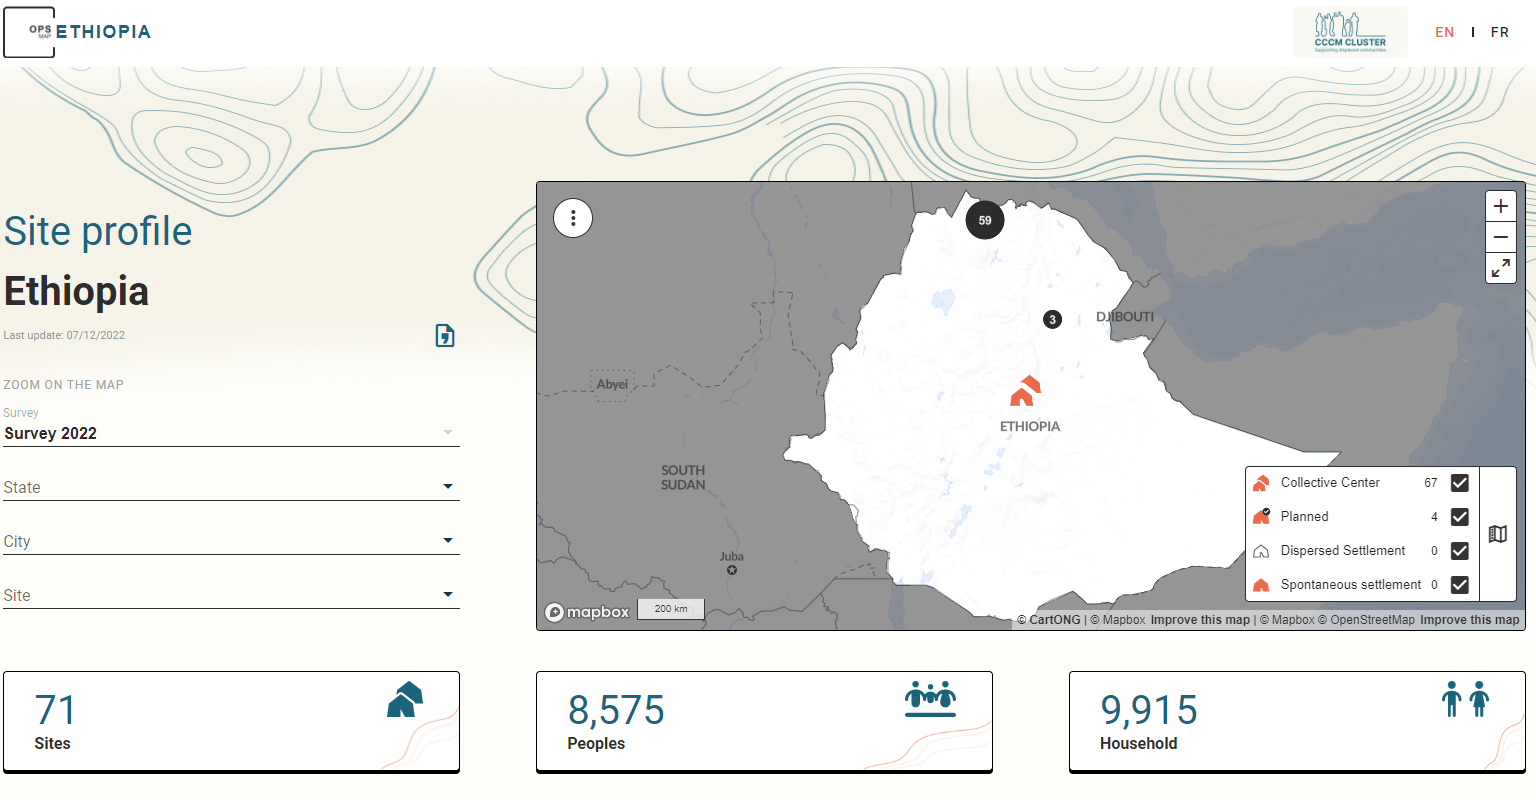 OPS
MAP
ETHIOPIA
CCCM CLUSTER
Supporting displaced communities
EN I FR
Site profile
Ethiopia
Last update: 07/12/2022
ZOOM ON THE MAP
Survey
Survey 2022
State
City
Site
59
3
DJIBOUTI
Abyei
ETHIOPIA
SOUTH
SUDAN
Juba
Collective Center 67
Planned 4
Dispersed Settlement 0
Spontaneous settlement 0
mapbox
200 km
© CartONG | © Mapbox Improve this map | © Mapbox © OpenStreetMap Improve this map
71
Sites
8,575
Peoples
9,915
Household